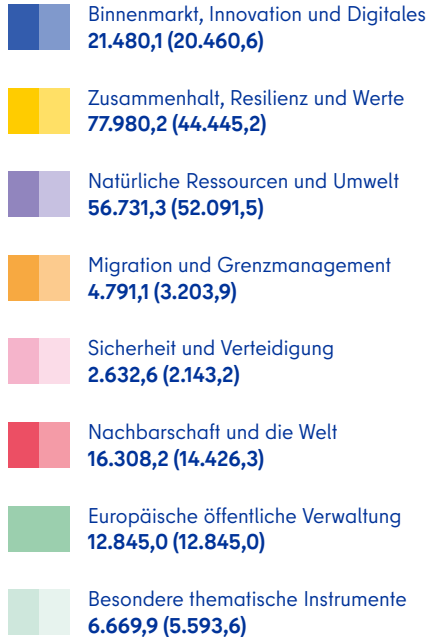 Binnenmarkt, Innovation und Digitales
21.480,1 (20.460,6)
Zusammenhalt, Resilienz und Werte
77.980,2 (44.445,2)
Natürliche Ressourcen und Umwelt
56.731,3 (52.091,5)
Migration und Grenzmanagement
4.791,1 (3.203,9)
Sicherheit und Verteidigung
2.632,6 (2.143,2)
Nachbarschaft und die Welt
16.308,2 (14.426,3)
Europäische öffentliche Verwaltung
12.845,0 (12.845,0)
Besondere thematische Instrumente
6.669,9 (5.593,6)